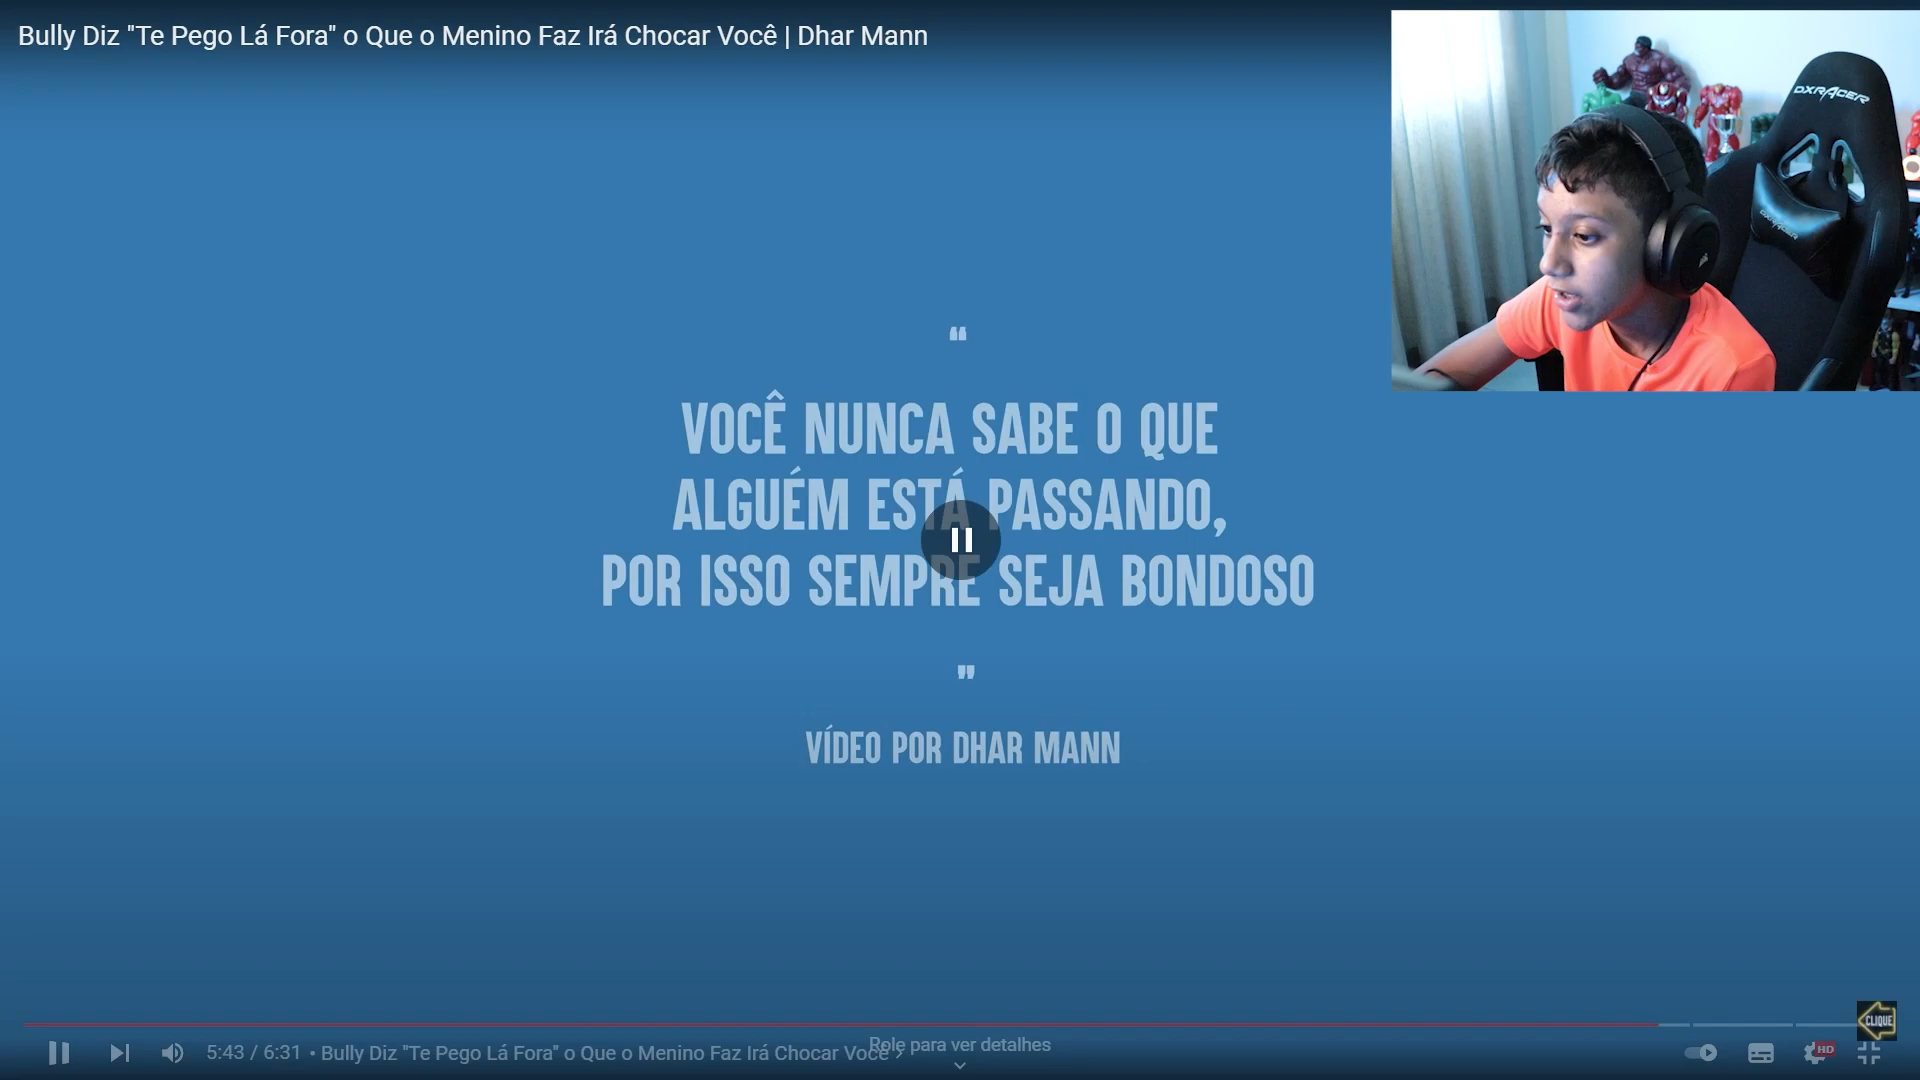 Bully Diz "Te Pego Lá Fora" o Que o Menino Faz Irá Chocar Você | Dhar Mann
DXRACER
DXRACER
❝
VOCÊ NUNCA SABE O QUE
ALGUÉM ESTÁ PASSANDO,
POR ISSO SEMPRE SEJA BONDOSO
❞
VÍDEO POR DHAR MANN
CLIQUE
5:43 / 6:31 • Bully Diz "Te Pego Lá Fora" o Que o Menino Faz Irá Chocar Você ›
Role para ver detalhes
HD